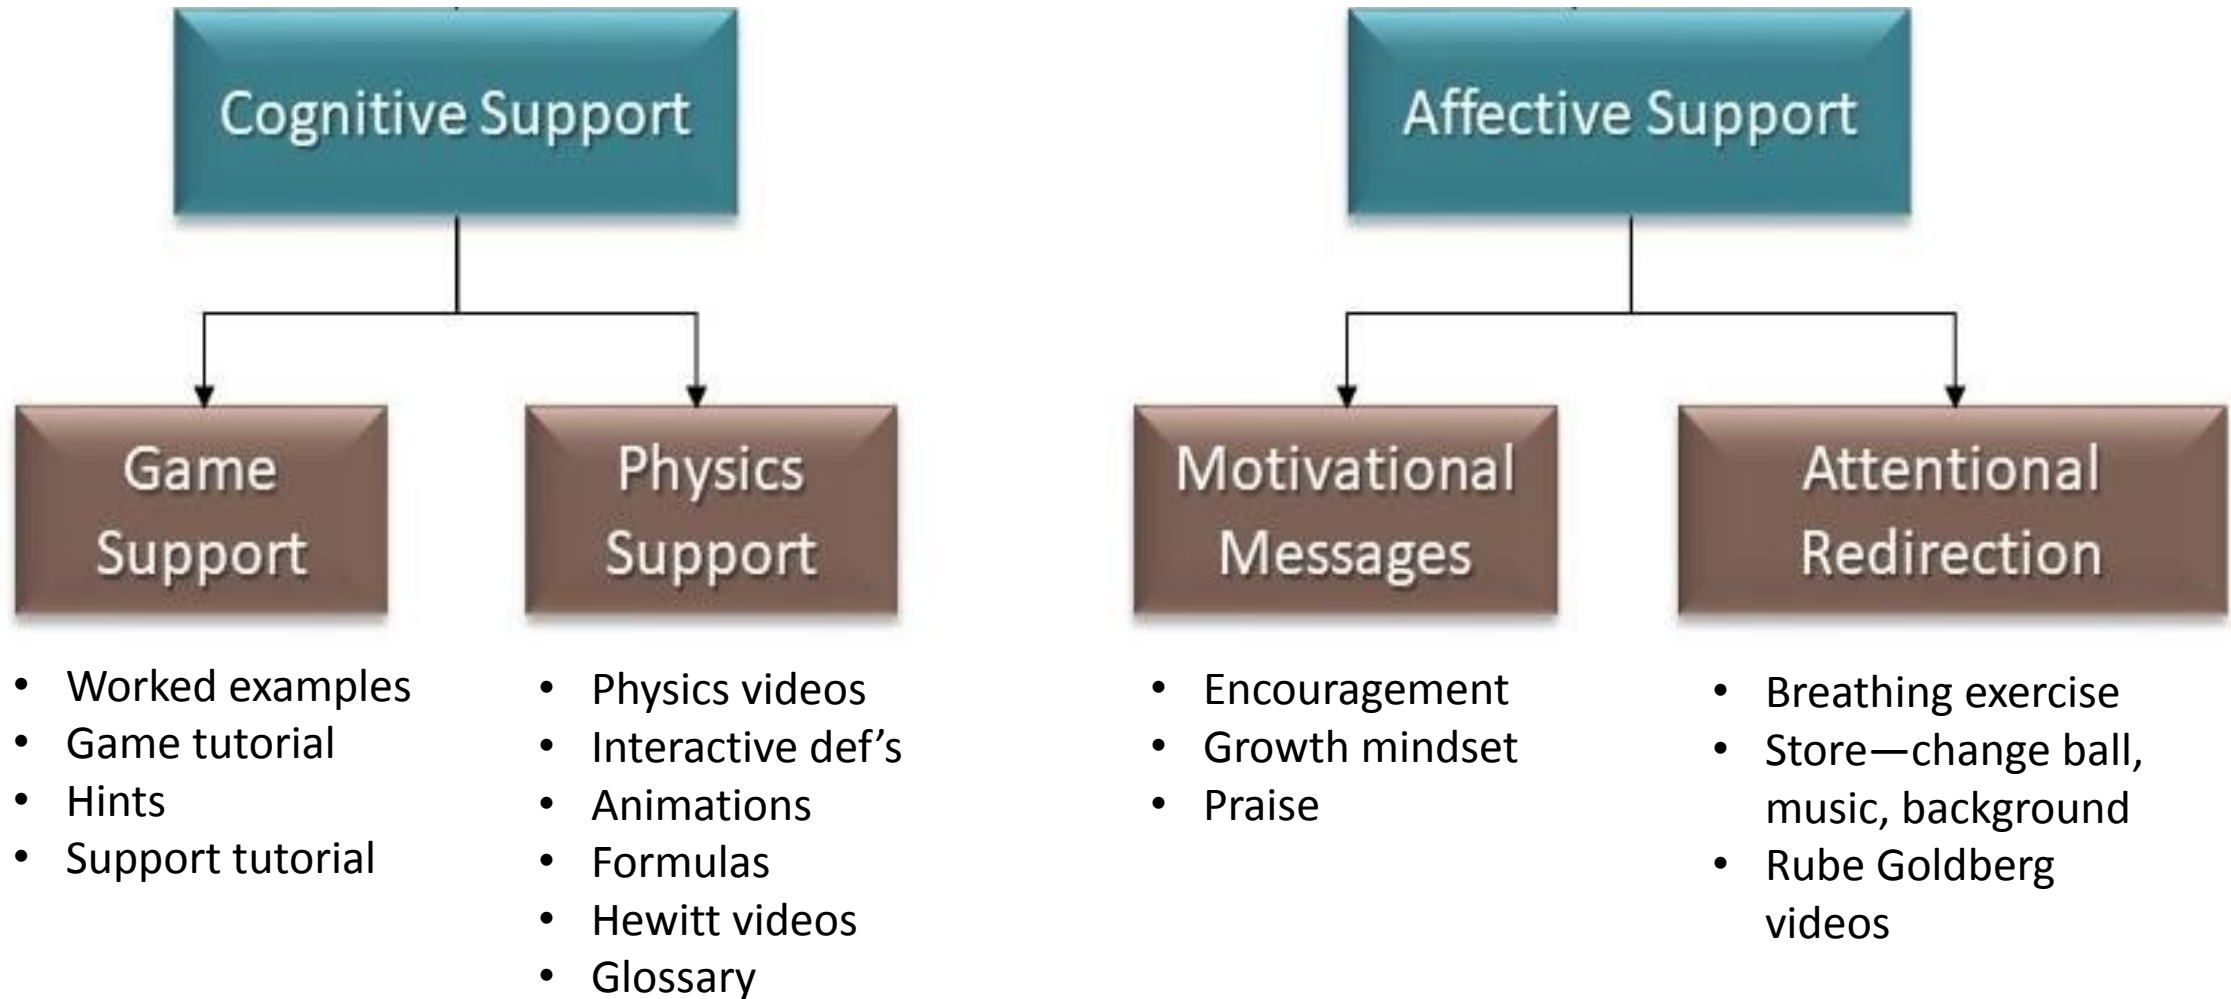 Cognitive Support
Affective Support
Game
Support
Physics
Support
Motivational
Messages
Attentional
Redirection
• Worked examples
• Game tutorial
• Hints
• Support tutorial
• Physics videos
• Interactive def’s
• Animations
• Formulas
• Hewitt videos
• Glossary
• Encouragement
• Growth mindset
• Praise
• Breathing exercise
• Store—change ball,
music, background
• Rube Goldberg
videos